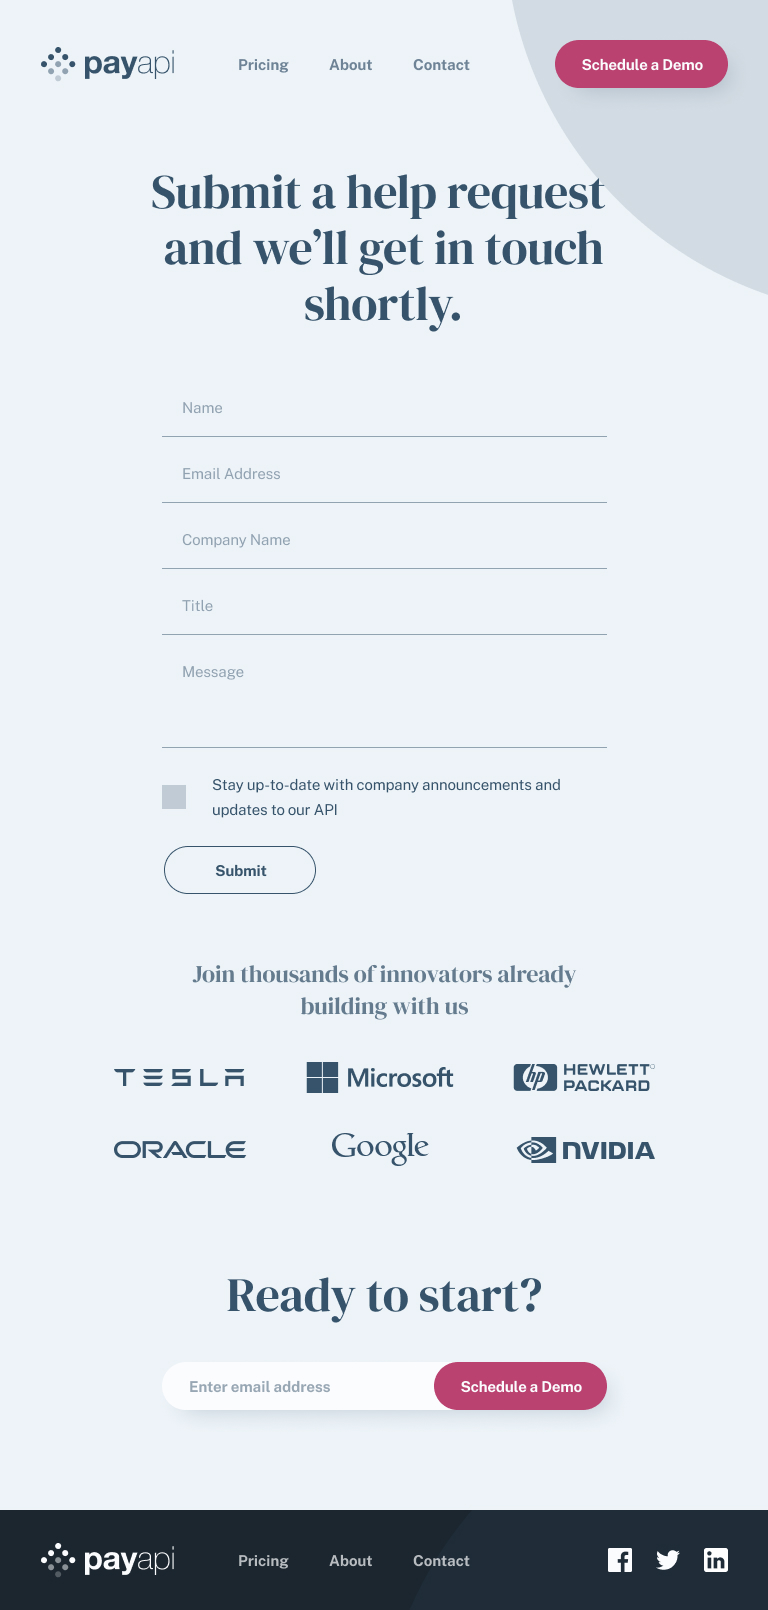 payapi
Pricing
About
Contact
Schedule a Demo
Submit a help request
and we’ll get in touch
shortly.
Name
Email Address
Company Name
Title
Message
Stay up-to-date with company announcements and
updates to our API
Submit
Join thousands of innovators already
building with us
TESLA
Microsoft
hp
HEWLETT
PACKARD
ORACLE
Google
NVIDIA
Ready to start?
Enter email address
Schedule a Demo
payapi
Pricing
About
Contact